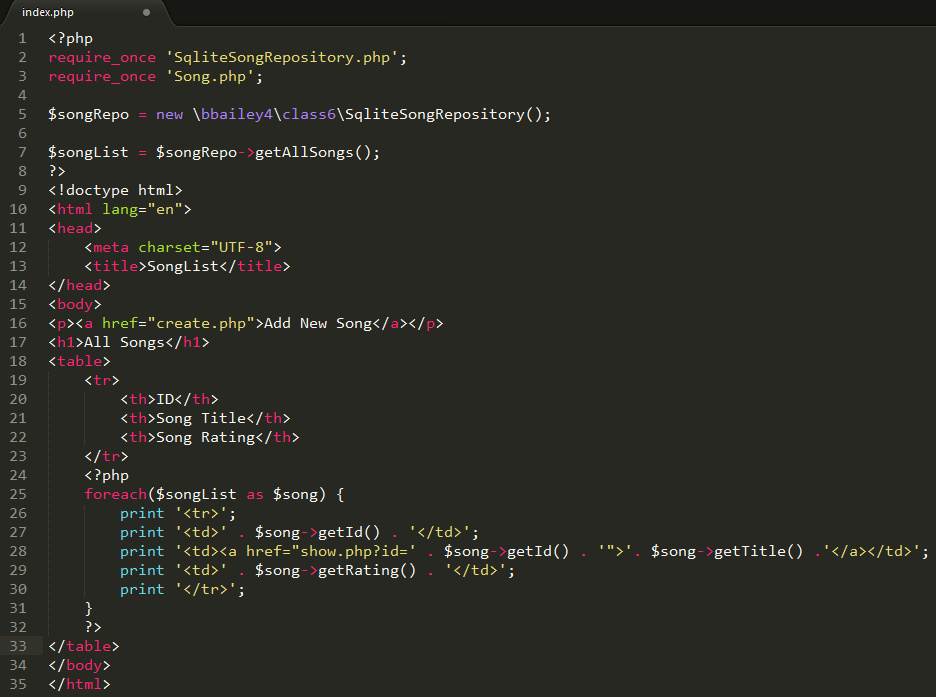 index.php
1 <?php
2 require_once 'SqliteSongRepository.php';
3 require_once 'Song.php';
4
5 $songRepo = new \bbailey4\class6\SqliteSongRepository();
6
7 $songList = $songRepo->getAllSongs();
8 ?>
9 <!doctype html>
10 <html lang="en">
11 <head>
12     <meta charset="UTF-8">
13     <title>SongList</title>
14 </head>
15 <body>
16 <p><a href="create.php">Add New Song</a></p>
17 <h1>All Songs</h1>
18 <table>
19     <tr>
20         <th>ID</th>
21         <th>Song Title</th>
22         <th>Song Rating</th>
23     </tr>
24     <?php
25     foreach($songList as $song) {
26         print '<tr>';
27         print '<td>' . $song->getId() . '</td>';
28         print '<td><a href="show.php?id=' . $song->getId() . '">'. $song->getTitle() .'</a></td>';
29         print '<td>' . $song->getRating() . '</td>';
30         print '</tr>';
31     }
32     ?>
33 </table>
34 </body>
35 </html>